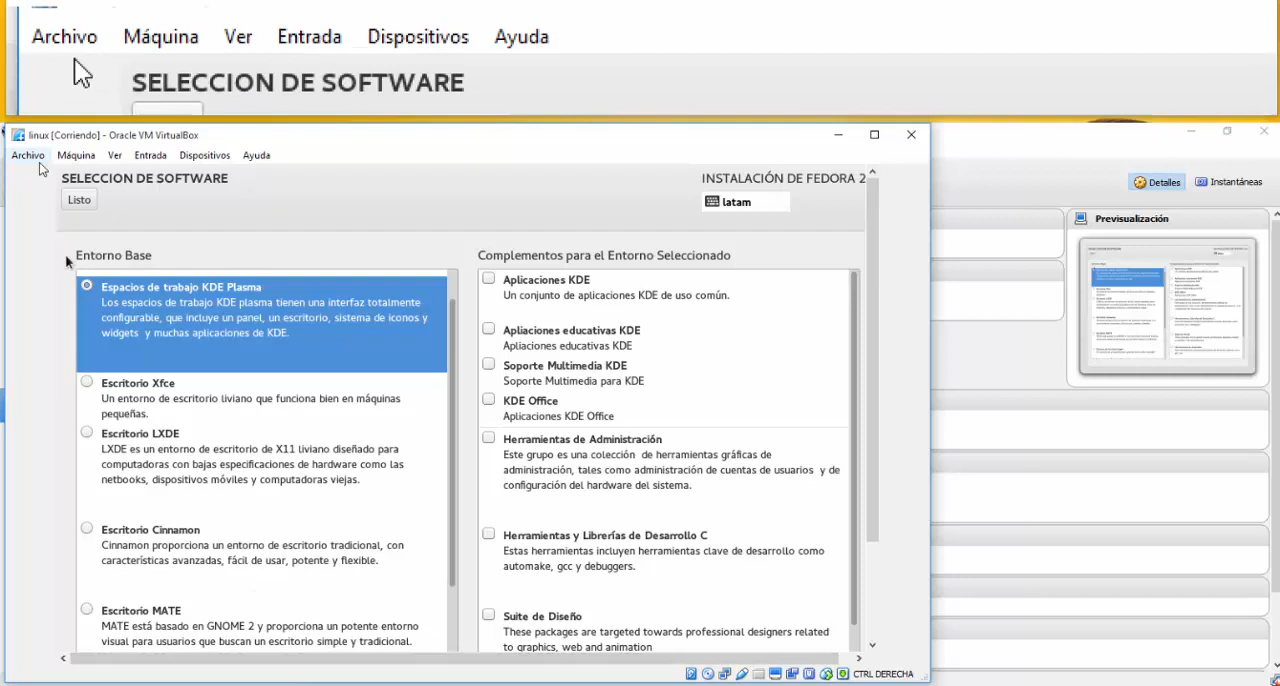 Archivo Máquina Ver Entrada Dispositivos Ayuda
SELECCION DE SOFTWARE
linux [Corriendo] - Oracle VM VirtualBox
Archivo Máquina Ver Entrada Dispositivos Ayuda
SELECCION DE SOFTWARE
Listo
INSTALACIÓN DE FEDORA 2
latam
Entorno Base
Espacios de trabajo KDE Plasma
Los espacios de trabajo KDE plasma tienen una interfaz totalmente
configurable, que incluye un panel, un escritorio, sistema de iconos y
widgets y muchas aplicaciones de KDE.
Escritorio Xfce
Un entorno de escritorio liviano que funciona bien en máquinas
pequeñas.
Escritorio LXDE
LXDE es un entorno de escritorio de X11 liviano diseñado para
computadoras con bajas especificaciones de hardware como las
netbooks, dispositivos móviles y computadoras viejas.
Escritorio Cinnamon
Cinnamon proporciona un entorno de escritorio tradicional, con
características avanzadas, fácil de usar, potente y flexible.
Escritorio MATE
MATE está basado en GNOME 2 y proporciona un potente entorno
visual para usuarios que buscan un escritorio simple y tradicional.
Complementos para el Entorno Seleccionado
Aplicaciones KDE
Un conjunto de aplicaciones KDE de uso común.
Apliaciones educativas KDE
Apliaciones educativas KDE
Soporte Multimedia KDE
Soporte Multimedia para KDE
KDE Office
Aplicaciones KDE Office
Herramientas de Administración
Este grupo es una colección de herramientas gráficas de
administración, tales como administración de cuentas de usuarios y de
configuración del hardware del sistema.
Herramientas y Librerías de Desarrollo C
Estas herramientas incluyen herramientas clave de desarrollo como
automake, gcc y debuggers.
Suite de Diseño
These packages are targeted towards professional designers related
to graphics, web and animation
CTRL DERECHA
Detalles Instantáneas
Previsualización